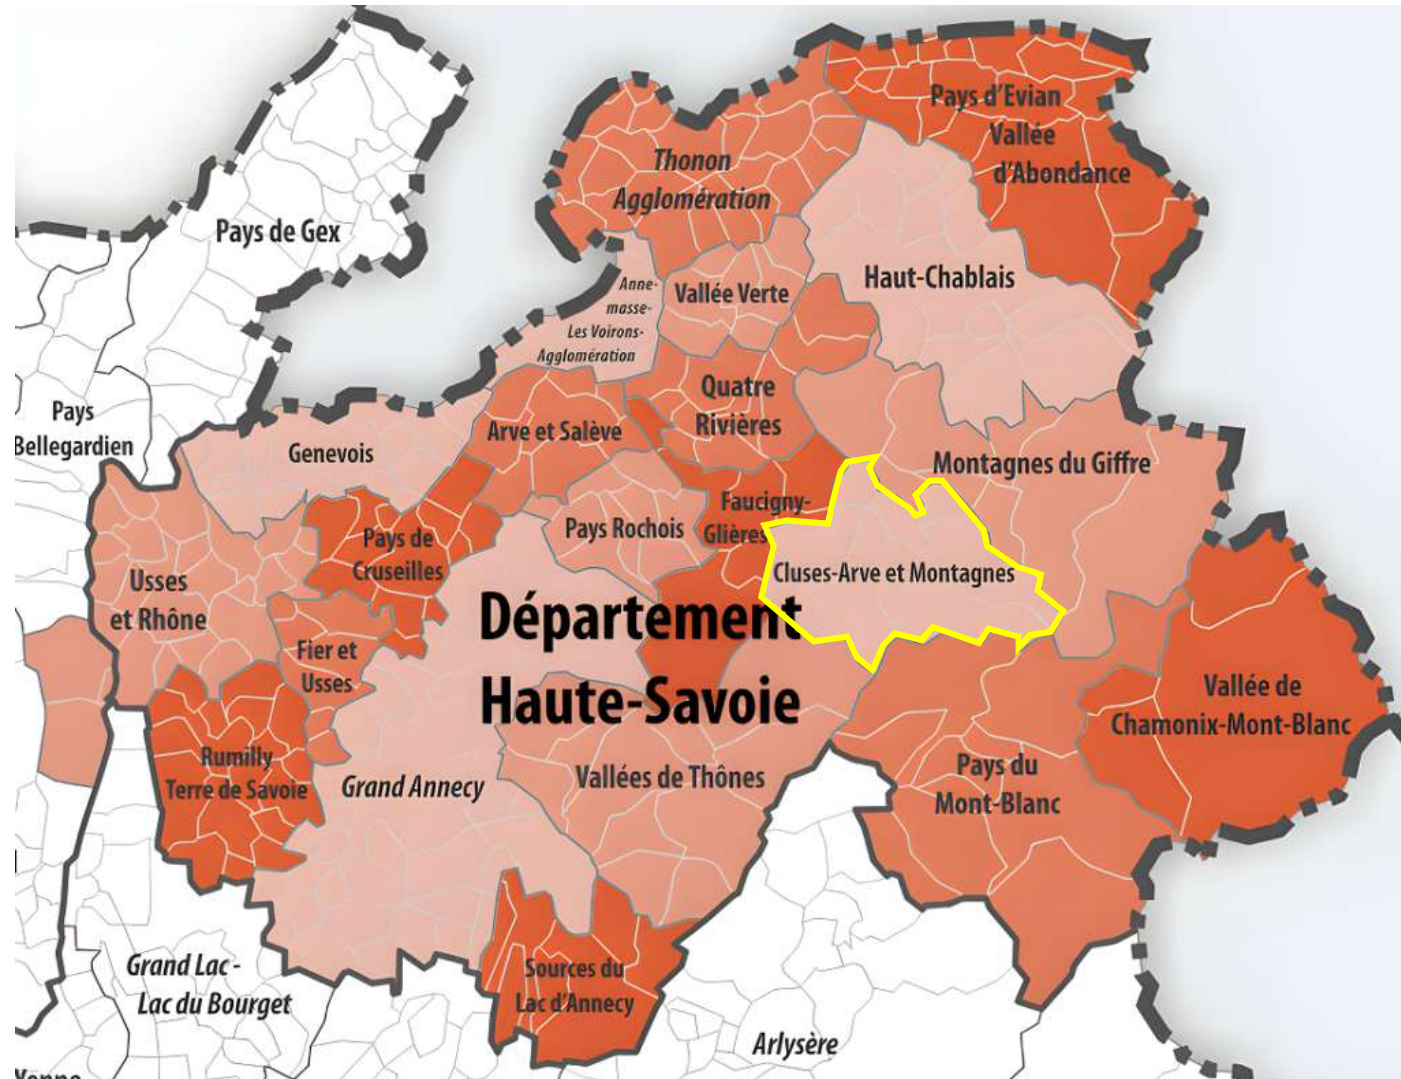 Pays d'Evian
Vallée
d'Abondance
Thonon
Agglomération
Pays de Gex
Haut-Chablais
Anne-
masse-
Les Voirons-
Agglomération
Vallée Verte
Quatre
Rivières
Pays
Bellegardien
Arve et Salève
Genevois
Montagnes du Giffre
Faucigny-
Glières
Pays Rochois
Pays de
Cruseilles
Cluses-Arve et Montagnes
Usses
et Rhône
Département
Haute-Savoie
Fier et
Usses
Vallée de
Chamonix-Mont-Blanc
Rumilly
Terre de Savoie
Grand Annecy
Vallées de Thônes
Pays du
Mont-Blanc
Grand Lac -
Lac du Bourget
Sources du
Lac d'Annecy
Arlysère